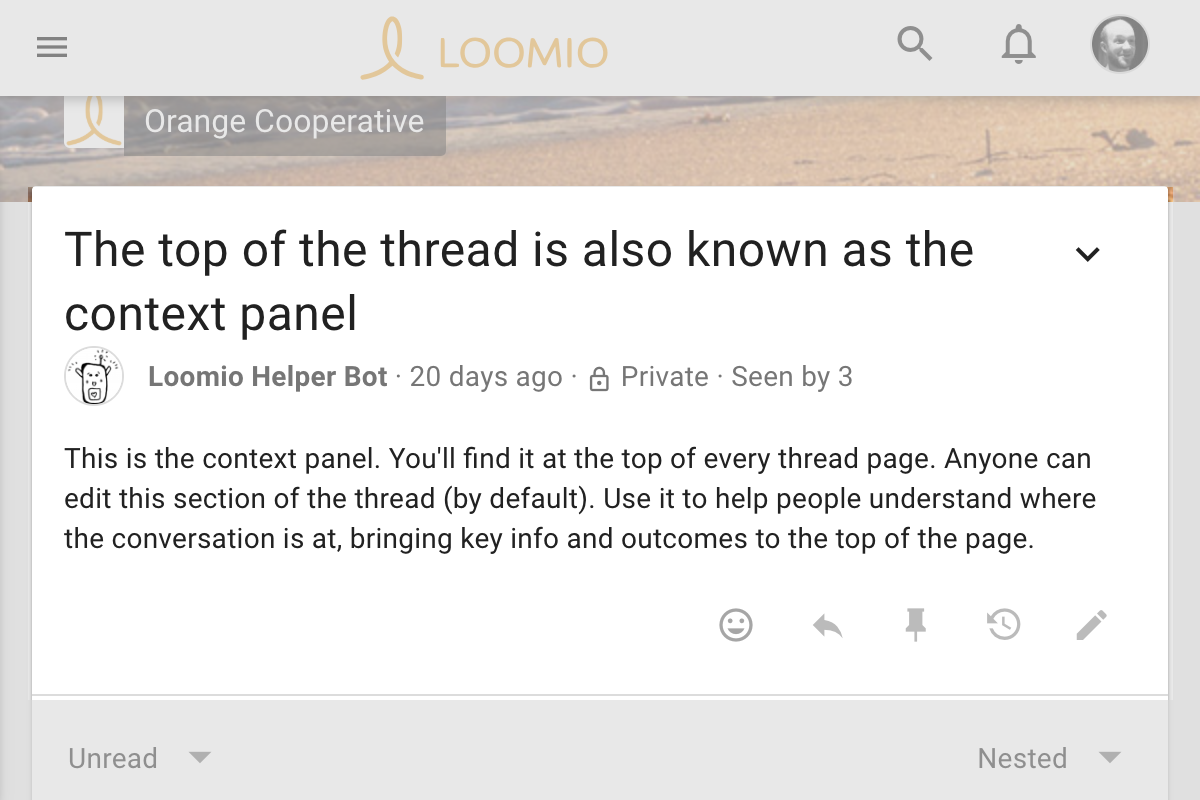 LOOMIO
Orange Cooperative
The top of the thread is also known as the
context panel
Loomio Helper Bot · 20 days ago · Private · Seen by 3
This is the context panel. You'll find it at the top of every thread page. Anyone can
edit this section of the thread (by default). Use it to help people understand where
the conversation is at, bringing key info and outcomes to the top of the page.
Unread
Nested